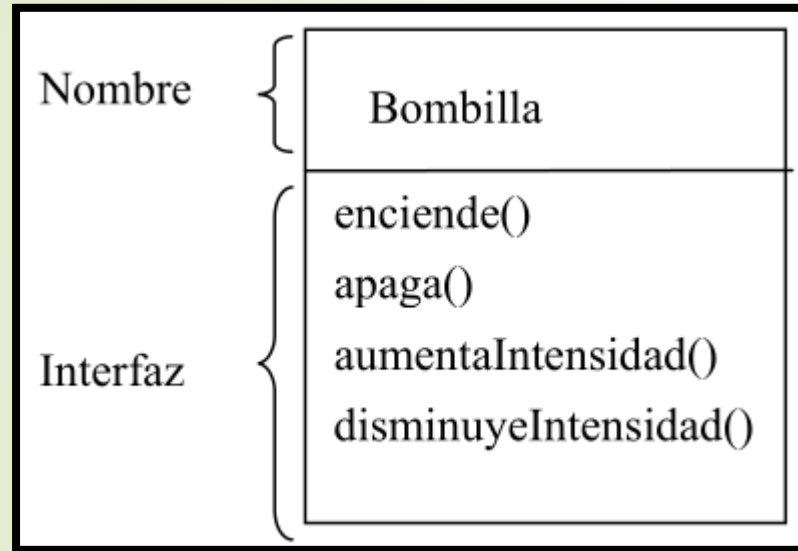 Nombre
Bombilla
Interfaz
enciende()
apaga()
aumentaIntensidad()
disminuyeIntensidad()